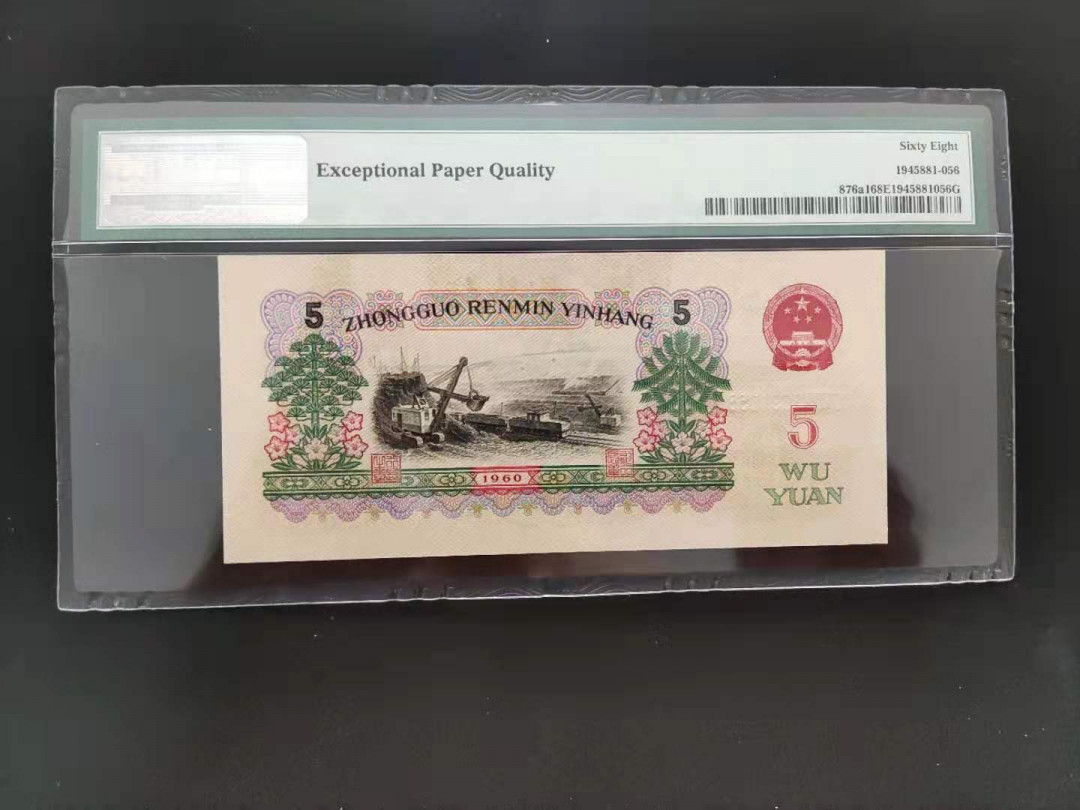 Exceptional Paper Quality
Sixty Eight
1945881-056
876a168E1945881056G
5 ZHONGGUO RENMIN YINHANG 5
5
1960
WU
YUAN